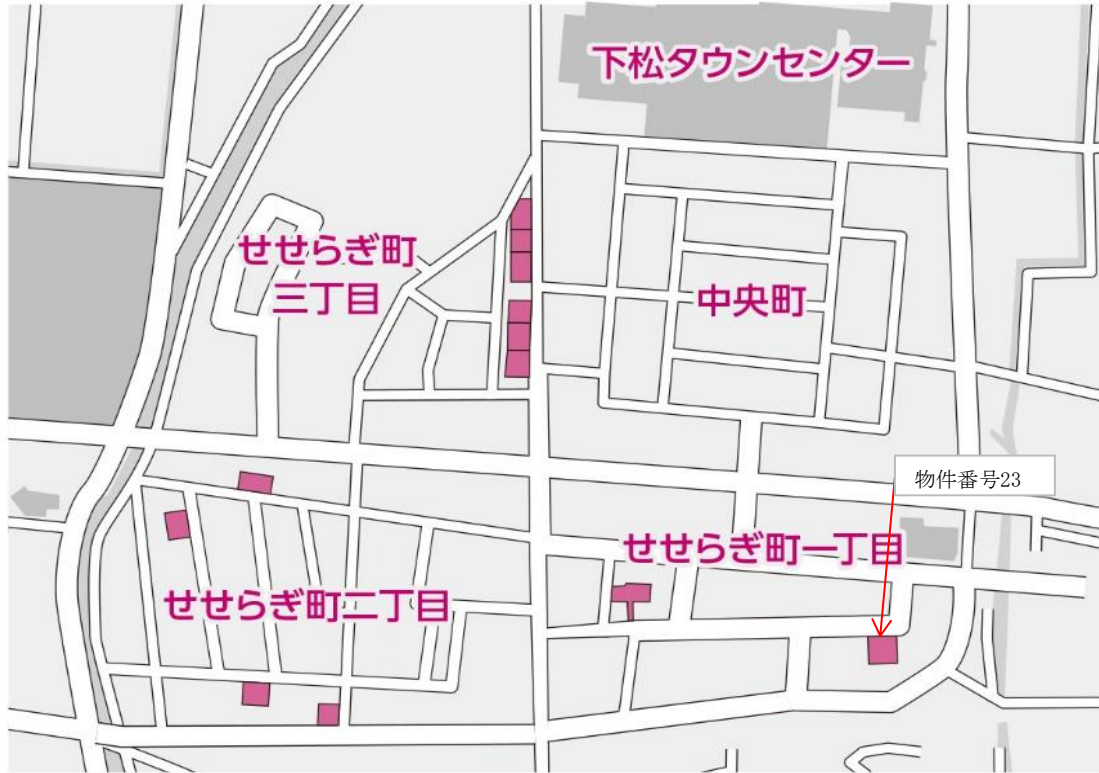 下松タウンセンター
せせらぎ町
三丁目
中央町
物件番号23
せせらぎ町一丁目
せせらぎ町二丁目